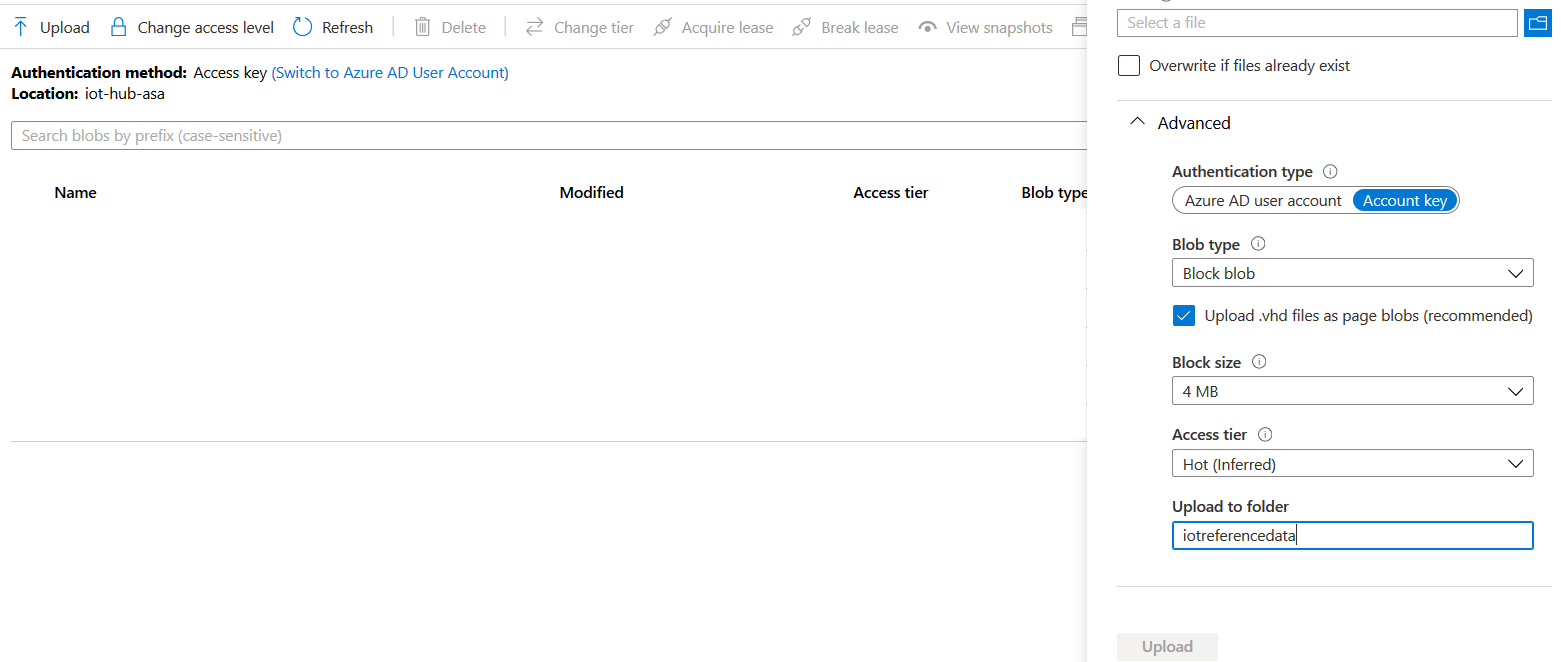 Upload Change access level Refresh Delete Change tier Acquire lease Break lease View snapshots
Authentication method: Access key (Switch to Azure AD User Account)
Location: iot-hub-asa
Search blobs by prefix (case-sensitive)
Name Modified Access tier Blob type
Select a file
Overwrite if files already exist
Advanced
Authentication type
Azure AD user account Account key
Blob type
Block blob
Upload .vhd files as page blobs (recommended)
Block size
4 MB
Access tier
Hot (Inferred)
Upload to folder
iotreferencedata
Upload